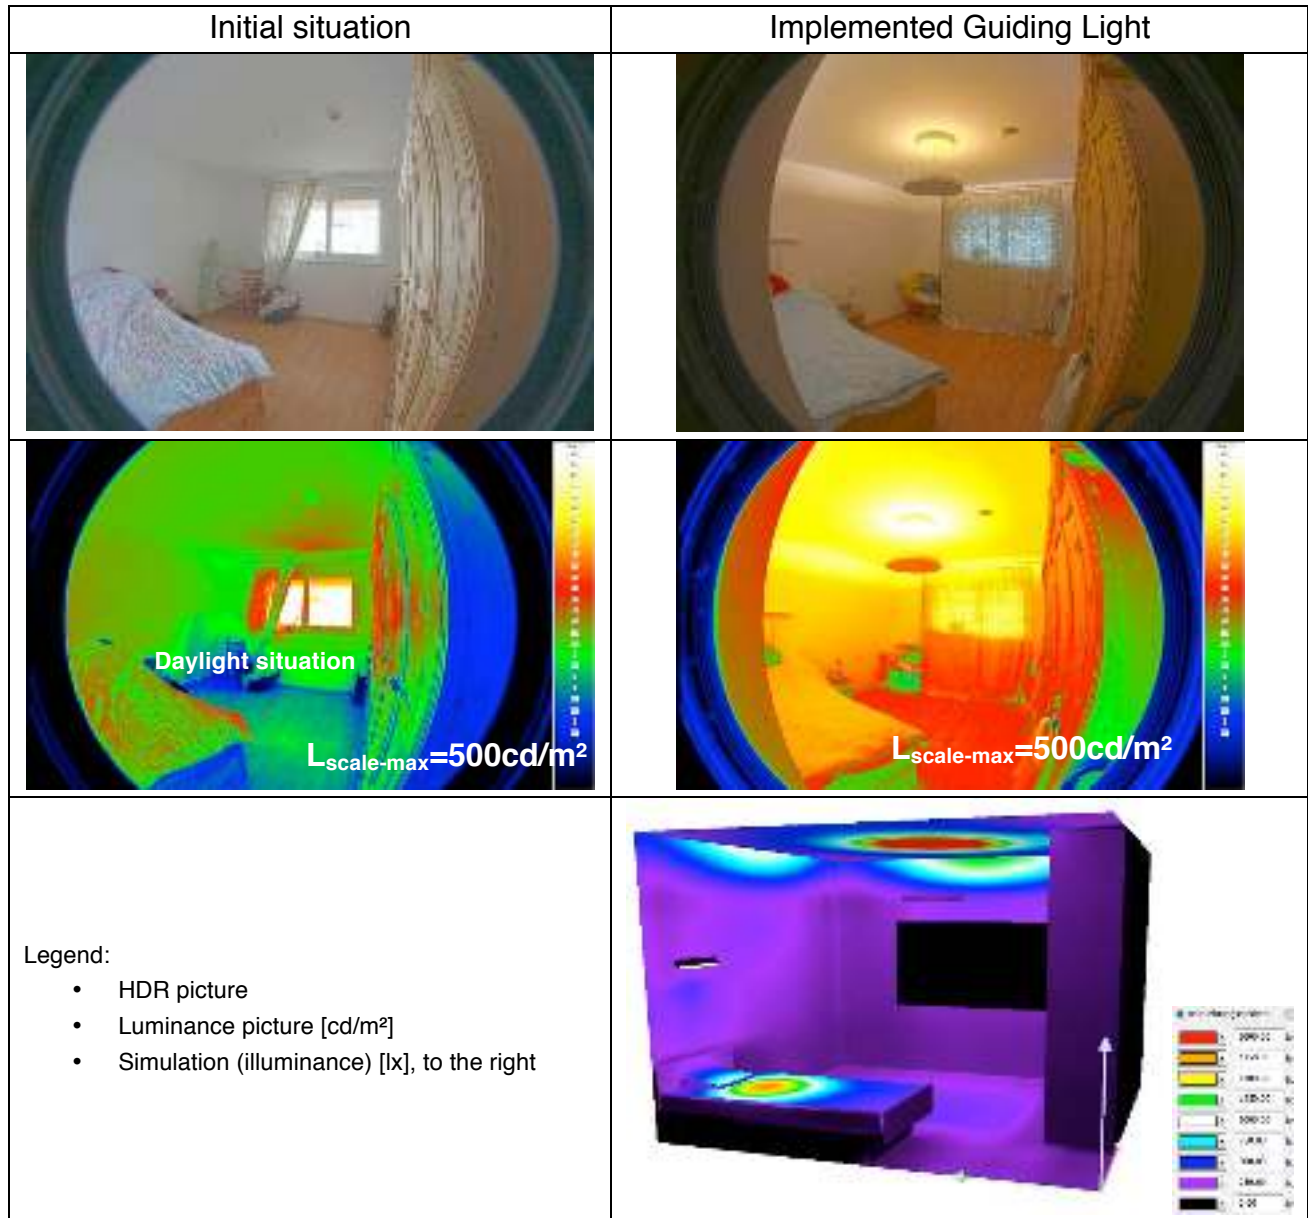 Initial situation
Implemented Guiding Light
Daylight situation
Lscale-max=500cd/m²
Lscale-max=500cd/m²
Legend:
• HDR picture
• Luminance picture [cd/m²]
• Simulation (illuminance) [lx], to the right